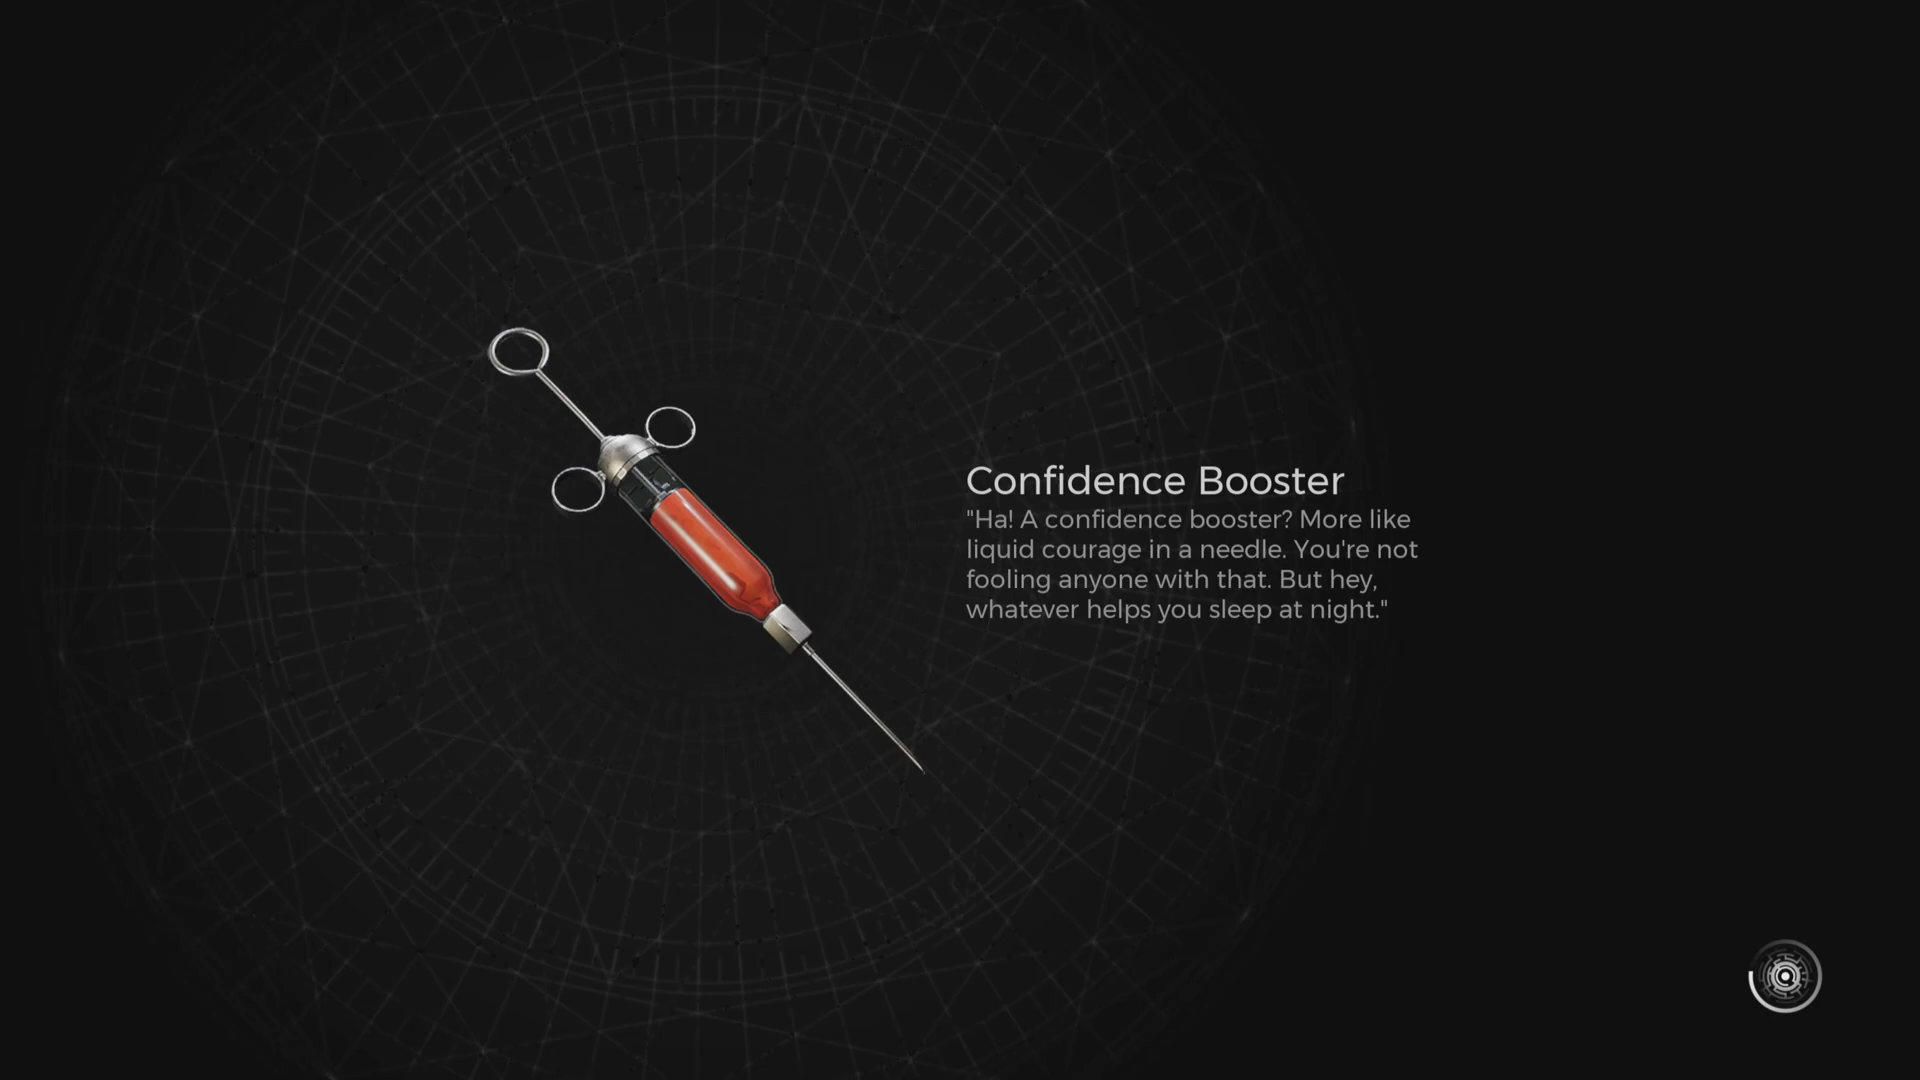 Confidence Booster
"Ha! A confidence booster? More like
liquid courage in a needle. You're not
fooling anyone with that. But hey,
whatever helps you sleep at night."